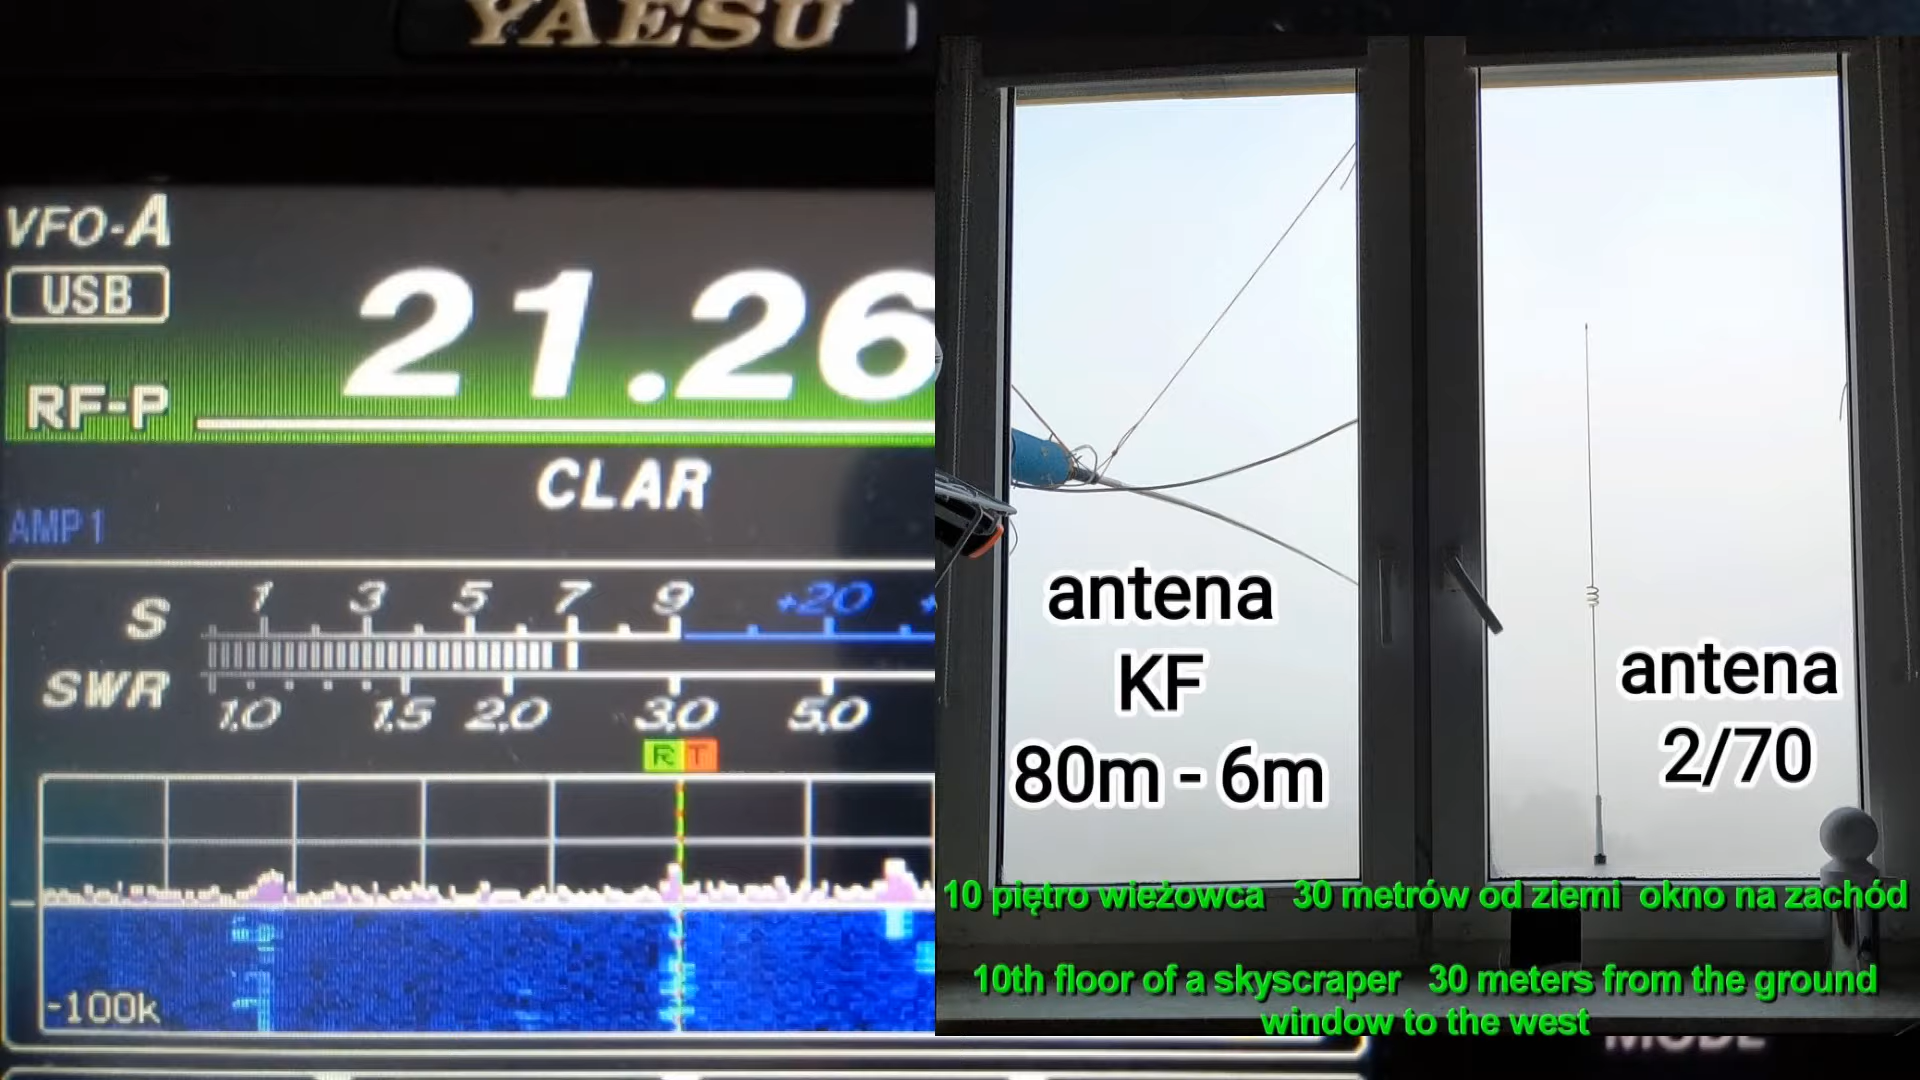 YAESU
VFO-A
USB
21.26
RF-P
CLAR
AMP1
S 1 3 5 7 9 +20 +
SWR 1.0 1.5 2.0 3.0 5.0
R T
-100k
antena
KF
80m - 6m
antena
2/70
10 piętro wieżowca 30 metrów od ziemi okno na zachód
10th floor of a skyscraper 30 meters from the ground
window to the west
MODE